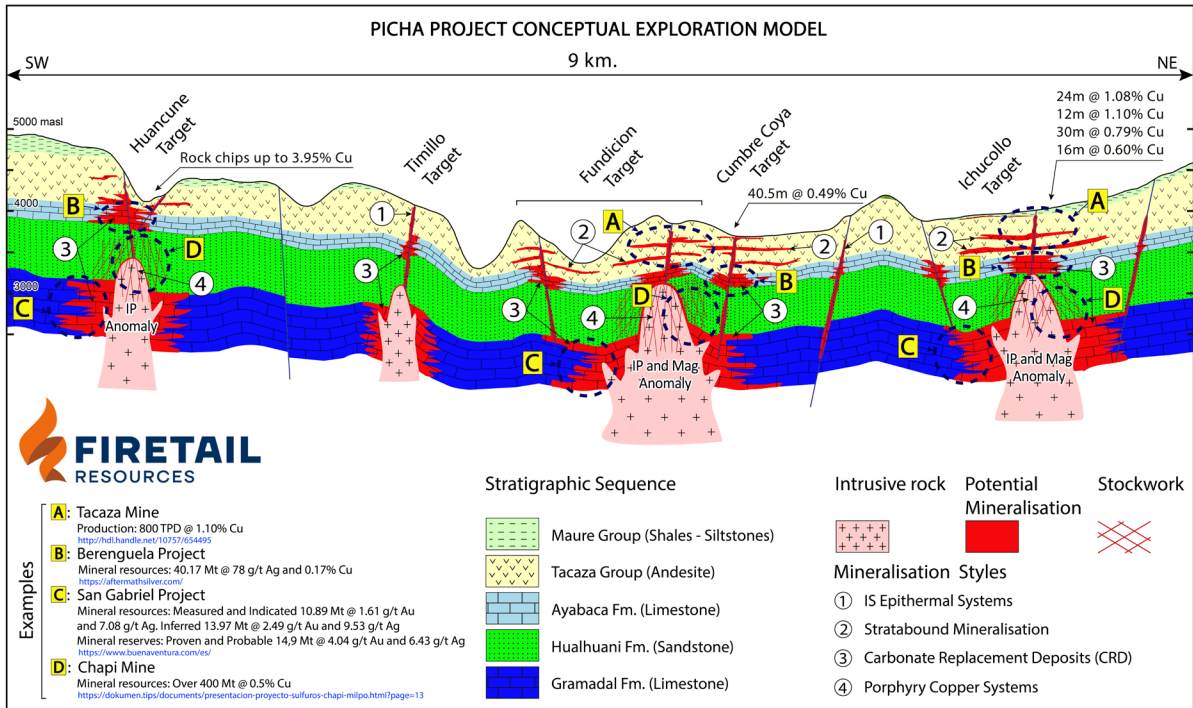 PICHA PROJECT CONCEPTUAL EXPLORATION MODEL
SW
9 km.
NE
5000 masl
4000
3000
Huancune
Target
Rock chips up to 3.95% Cu
Timillo
Target
Fundicion
Target
Cumbre Coya
Target
40.5m @ 0.49% Cu
Ichucollo
Target
24m @ 1.08% Cu
12m @ 1.10% Cu
30m @ 0.79% Cu
16m @ 0.60% Cu
B
3
D
4
C
IP
Anomaly
1
3
A
2
3
D
4
C
IP and Mag
Anomaly
2
B
3
1
A
2
B
3
4
D
C
IP and Mag
Anomaly
FIRETAIL
RESOURCES
Examples
A: Tacaza Mine
Production: 800 TPD @ 1.10% Cu
http://hdl.handle.net/10757/654495
B: Berenguela Project
Mineral resources: 40.17 Mt @ 78 g/t Ag and 0.17% Cu
https://aftermathsilver.com/
C: San Gabriel Project
Mineral resources: Measured and Indicated 10.89 Mt @ 1.61 g/t Au
and 7.08 g/t Ag. Inferred 13.97 Mt @ 2.49 g/t Au and 9.53 g/t Ag
Mineral reserves: Proven and Probable 14,9 Mt @ 4.04 g/t Au and 6.43 g/t Ag
https://www.buenaventura.com/es/
D: Chapi Mine
Mineral resources: Over 400 Mt @ 0.5% Cu
https://dokumen.tips/documents/presentacion-proyecto-sulfuros-chapi-milpo.html?page=13
Stratigraphic Sequence
Maure Group (Shales - Siltstones)
Tacaza Group (Andesite)
Ayabaca Fm. (Limestone)
Hualhuani Fm. (Sandstone)
Gramadal Fm. (Limestone)
Intrusive rock
Potential
Mineralisation
Stockwork
Mineralisation Styles
1 IS Epithermal Systems
2 Stratabound Mineralisation
3 Carbonate Replacement Deposits (CRD)
4 Porphyry Copper Systems